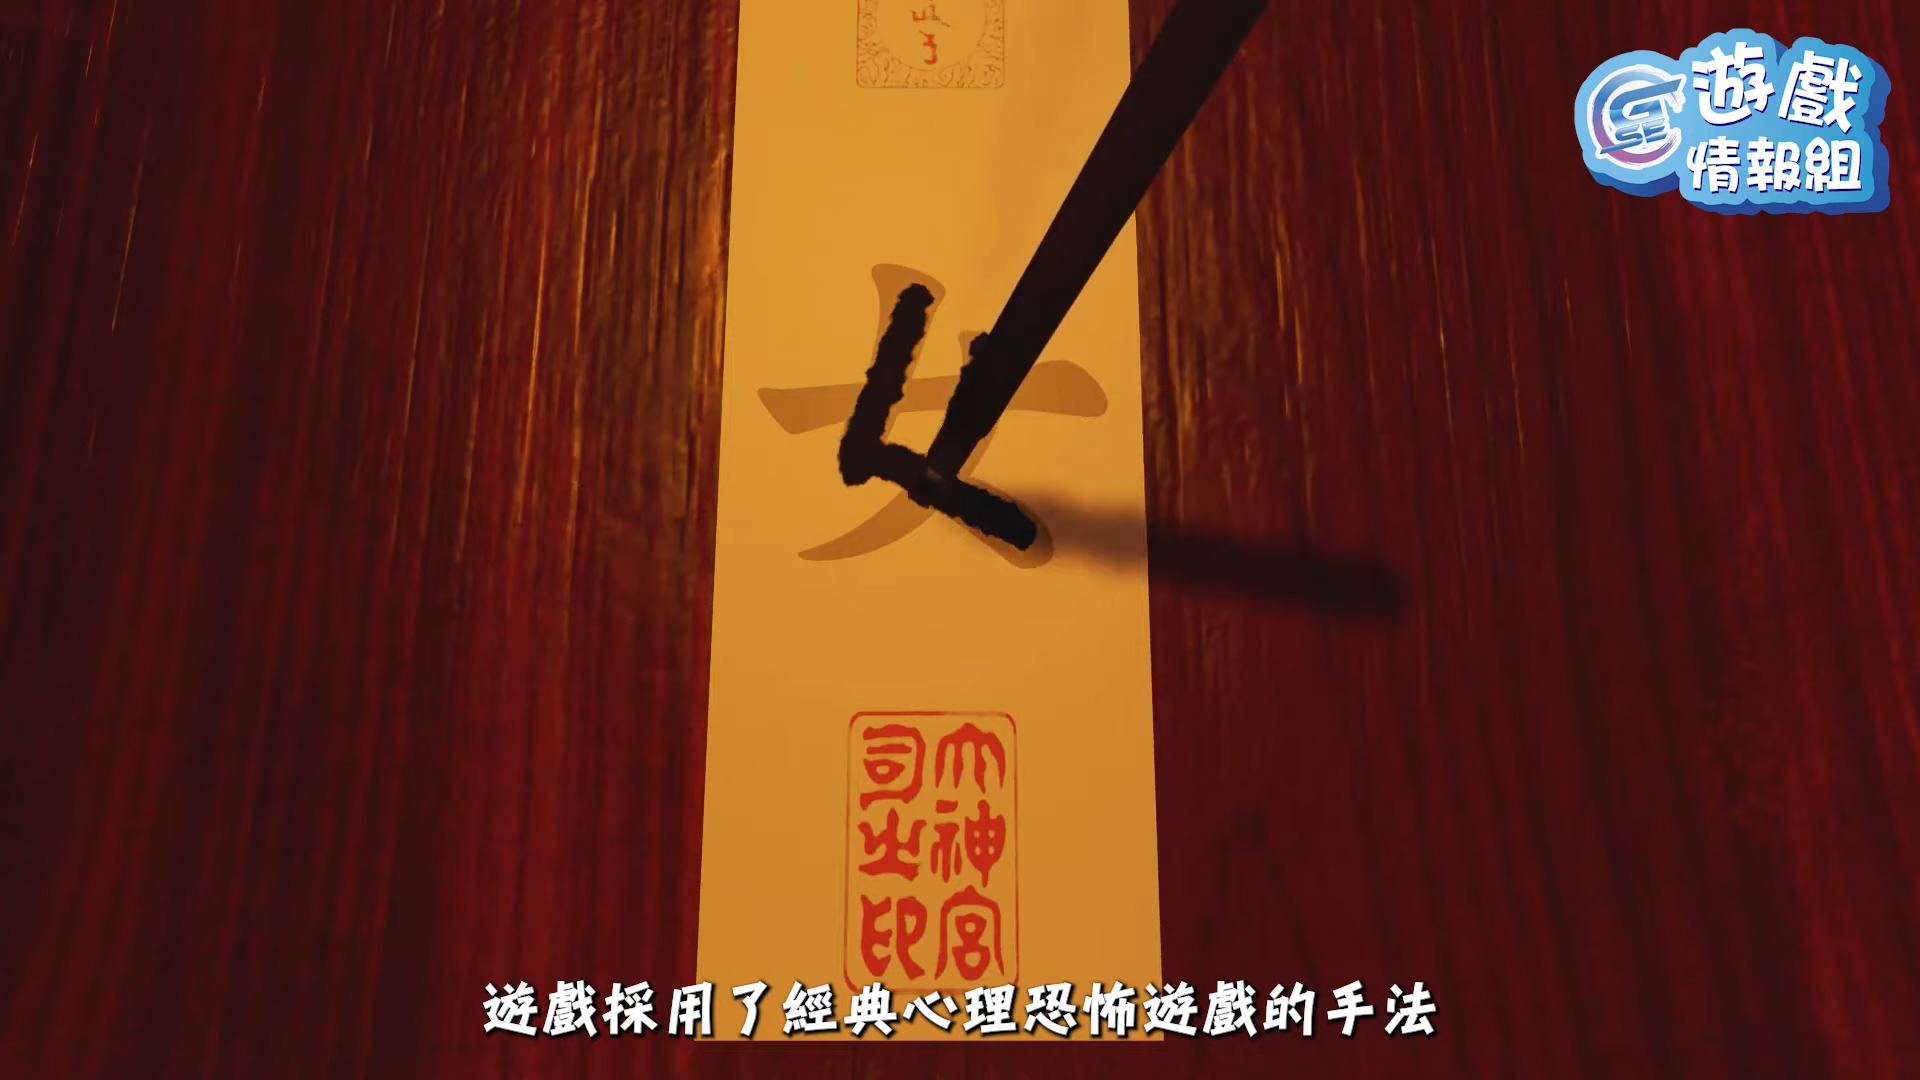 遊戲
情報組
女
大神宮
司之印
遊戲採用了經典心理恐怖遊戲的手法